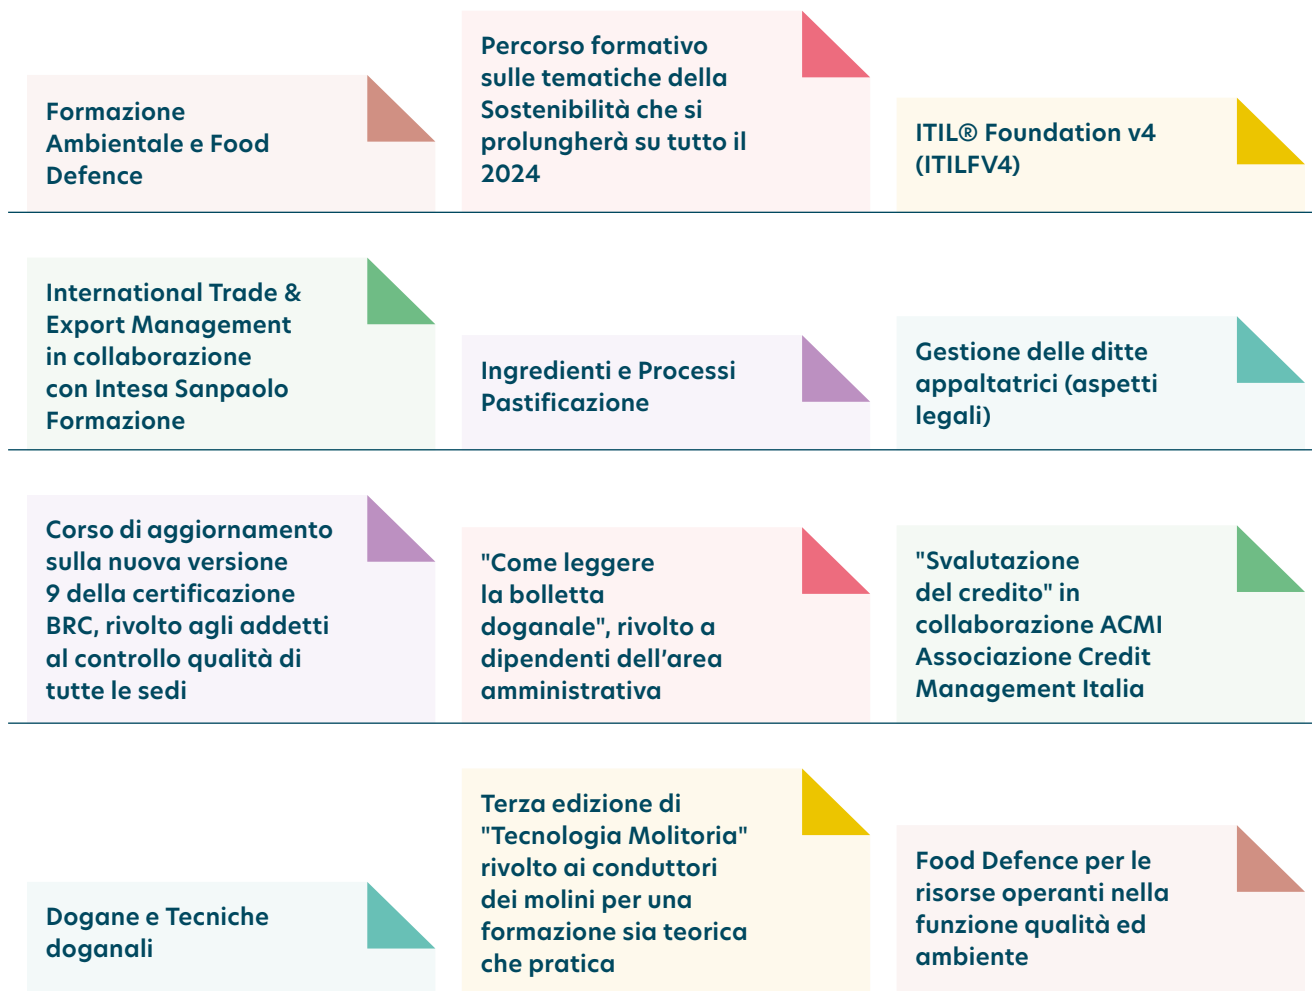 Formazione
Ambientale e Food
Defence
Percorso formativo
sulle tematiche della
Sostenibilità che si
prolungherà su tutto il
2024
ITIL® Foundation v4
(ITILFV4)
International Trade &
Export Management
in collaborazione
con Intesa Sanpaolo
Formazione
Ingredienti e Processi
Pastificazione
Gestione delle ditte
appaltatrici (aspetti
legali)
Corso di aggiornamento
sulla nuova versione
9 della certificazione
BRC, rivolto agli addetti
al controllo qualità di
tutte le sedi
"Come leggere
la bolletta
doganale", rivolto a
dipendenti dell’area
amministrativa
"Svalutazione
del credito" in
collaborazione ACMI
Associazione Credit
Management Italia
Dogane e Tecniche
doganali
Terza edizione di
"Tecnologia Molitoria"
rivolto ai conduttori
dei molini per una
formazione sia teorica
che pratica
Food Defence per le
risorse operanti nella
funzione qualità ed
ambiente